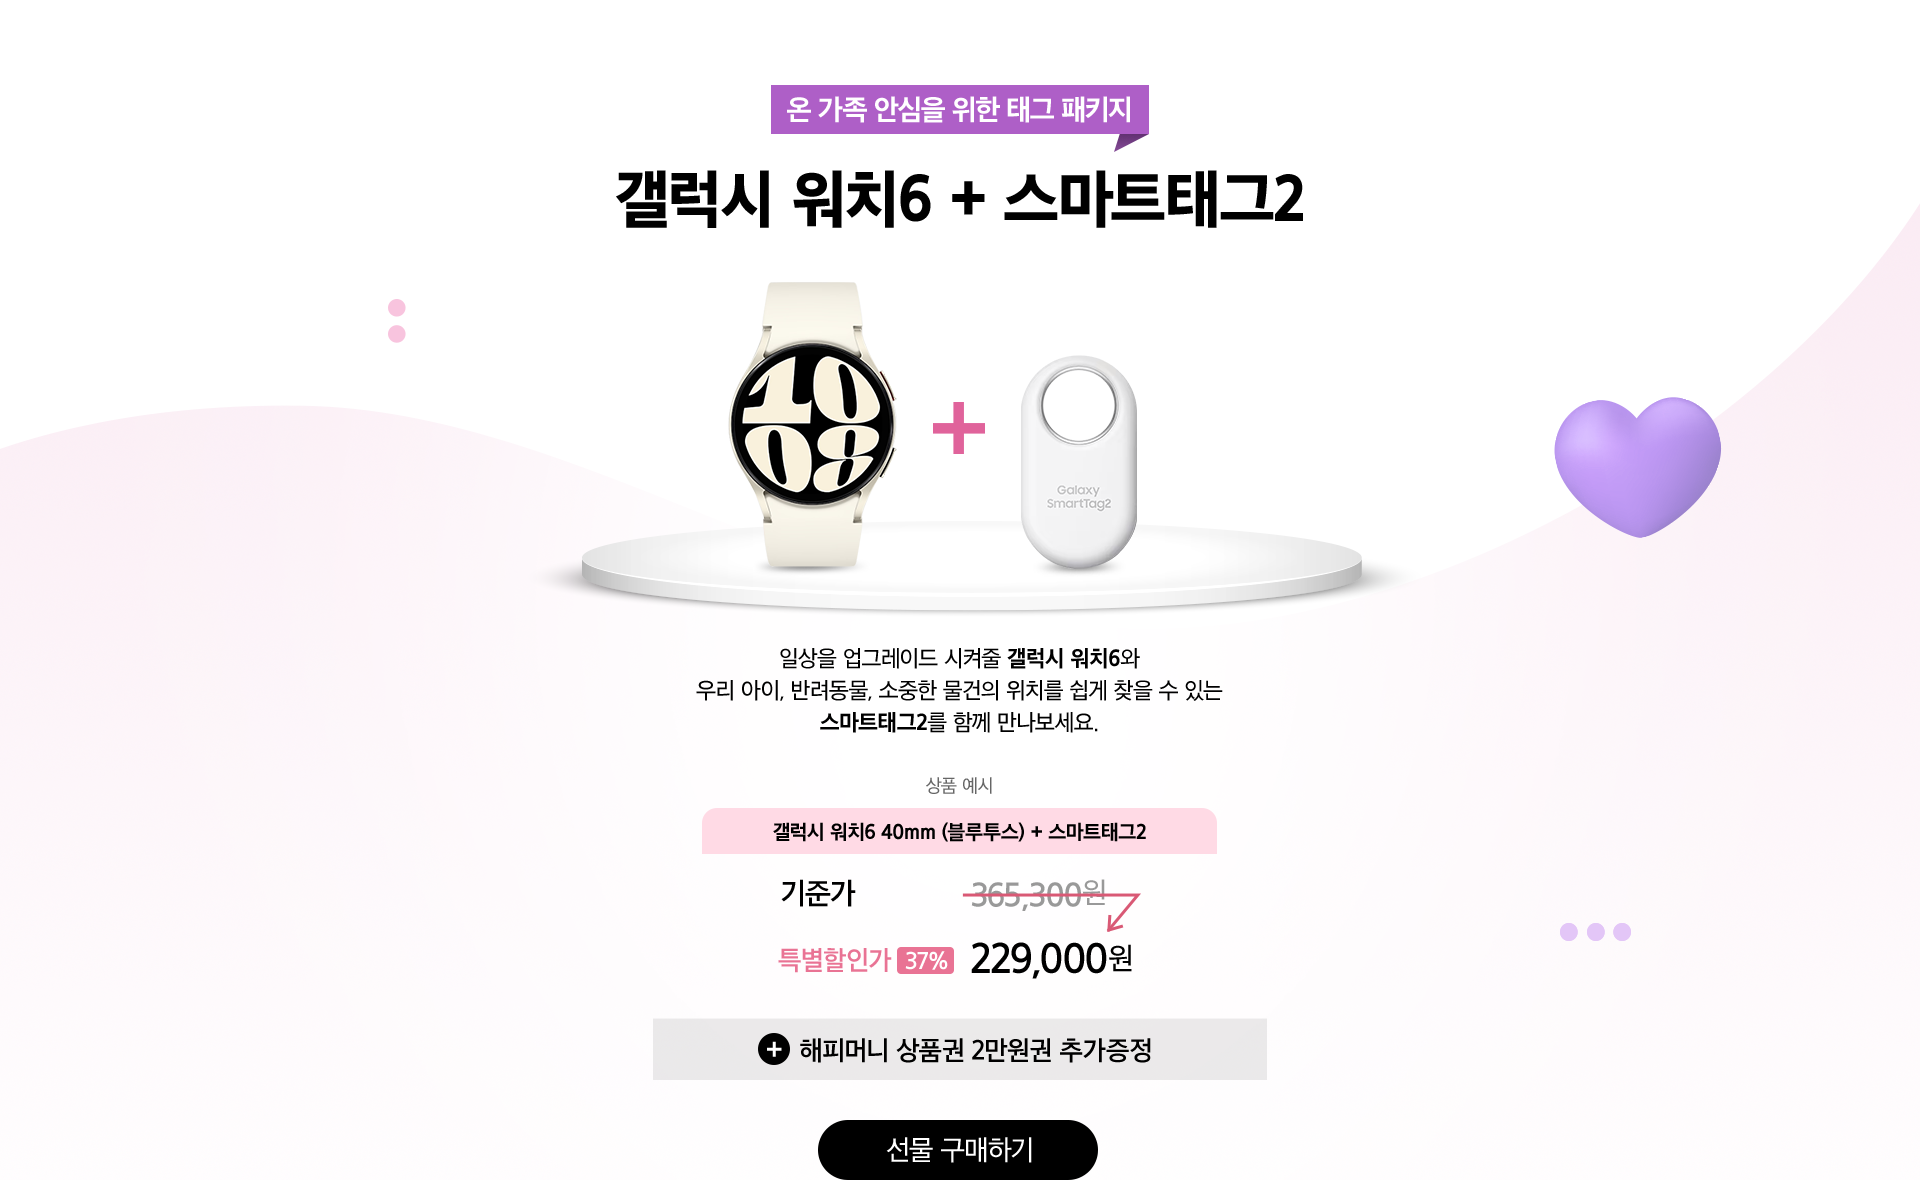 온 가족 안심을 위한 태그 패키지
갤럭시 워치6 + 스마트태그2
10
08
Galaxy
SmartTag2
일상을 업그레이드 시켜줄 갤럭시 워치6와
우리 아이, 반려동물, 소중한 물건의 위치를 쉽게 찾을 수 있는
스마트태그2를 함께 만나보세요.
상품 예시
갤럭시 워치6 40mm (블루투스) + 스마트태그2
기준가 365,300원
특별할인가 37% 229,000원
해피머니 상품권 2만원권 추가증정
선물 구매하기